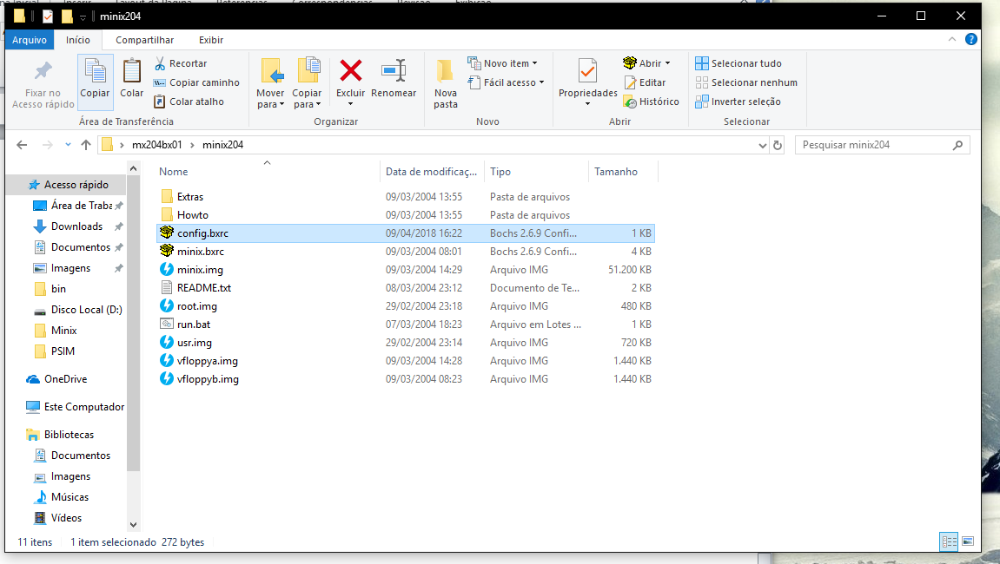 minix204
Arquivo Início Compartilhar Exibir
Fixar no Acesso rápido
Copiar
Colar
Recortar
Copiar caminho
Colar atalho
Área de Transferência
Mover para
Copiar para
Excluir
Renomear
Organizar
Nova pasta
Novo item
Fácil acesso
Novo
Propriedades
Abrir
Editar
Histórico
Abrir
Selecionar tudo
Selecionar nenhum
Inverter seleção
Selecionar
mx204bx01 minix204
Pesquisar minix204
Acesso rápido
Área de Traba
Downloads
Documentos
Imagens
bin
Disco Local (D:)
Minix
PSIM
OneDrive
Este Computador
Bibliotecas
Documentos
Imagens
Músicas
Vídeos
Nome Data de modificaç... Tipo Tamanho
Extras 09/03/2004 13:55 Pasta de arquivos
Howto 09/03/2004 13:55 Pasta de arquivos
config.bxrc 09/04/2018 16:22 Bochs 2.6.9 Confi... 1 KB
minix.bxrc 09/03/2004 08:01 Bochs 2.6.9 Confi... 4 KB
minix.img 09/03/2004 14:29 Arquivo IMG 51.200 KB
README.txt 08/03/2004 23:12 Documento de Te... 2 KB
root.img 29/02/2004 23:18 Arquivo IMG 480 KB
run.bat 07/03/2004 18:23 Arquivo em Lotes ... 1 KB
usr.img 29/02/2004 23:14 Arquivo IMG 720 KB
vfloppya.img 09/03/2004 14:28 Arquivo IMG 1.440 KB
vfloppyb.img 09/03/2004 08:23 Arquivo IMG 1.440 KB
11 itens 1 item selecionado 272 bytes